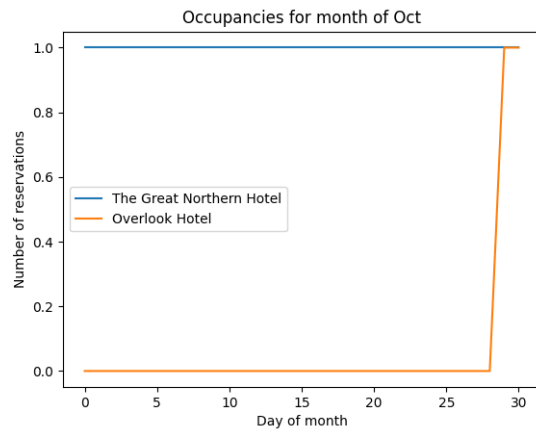 Occupancies for month of Oct
Number of reservations
1.0
0.8
0.6
0.4
0.2
0.0
The Great Northern Hotel
Overlook Hotel
0 5 10 15 20 25 30
Day of month